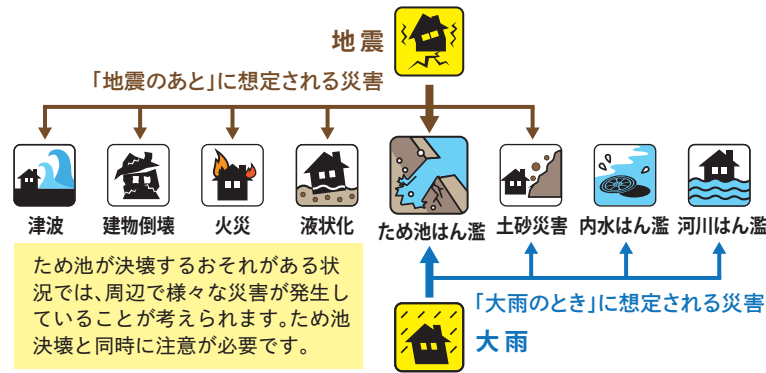 地震
「地震のあと」に想定される災害
津波
建物倒壊
火災
液状化
ため池はん濫
土砂災害
内水はん濫
河川はん濫
ため池が決壊するおそれがある状
況では、周辺で様々な災害が発生し
ていることが考えられます。ため池
決壊と同時に注意が必要です。
「大雨のとき」に想定される災害
大雨